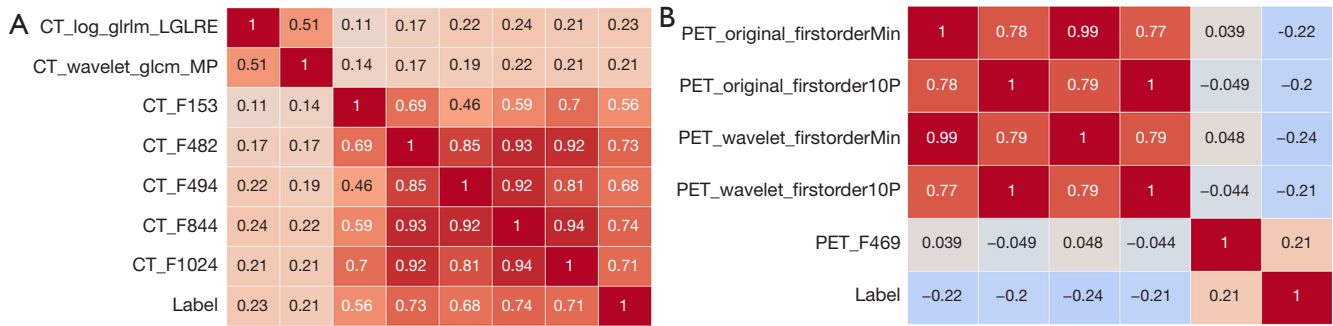 A
CT_log_glrlm_LGLRE 1 0.51 0.11 0.17 0.22 0.24 0.21 0.23
CT_wavelet_glcm_MP 0.51 1 0.14 0.17 0.19 0.22 0.21 0.21
CT_F153 0.11 0.14 1 0.69 0.46 0.59 0.7 0.56
CT_F482 0.17 0.17 0.69 1 0.85 0.93 0.92 0.73
CT_F494 0.22 0.19 0.46 0.85 1 0.92 0.81 0.68
CT_F844 0.24 0.22 0.59 0.93 0.92 1 0.94 0.74
CT_F1024 0.21 0.21 0.7 0.92 0.81 0.94 1 0.71
Label 0.23 0.21 0.56 0.73 0.68 0.74 0.71 1
B
PET_original_firstorderMin 1 0.78 0.99 0.77 0.039 −0.22
PET_original_firstorder10P 0.78 1 0.79 1 −0.049 −0.2
PET_wavelet_firstorderMin 0.99 0.79 1 0.79 0.048 −0.24
PET_wavelet_firstorder10P 0.77 1 0.79 1 −0.044 −0.21
PET_F469 0.039 −0.049 0.048 −0.044 1 0.21
Label −0.22 −0.2 −0.24 −0.21 0.21 1